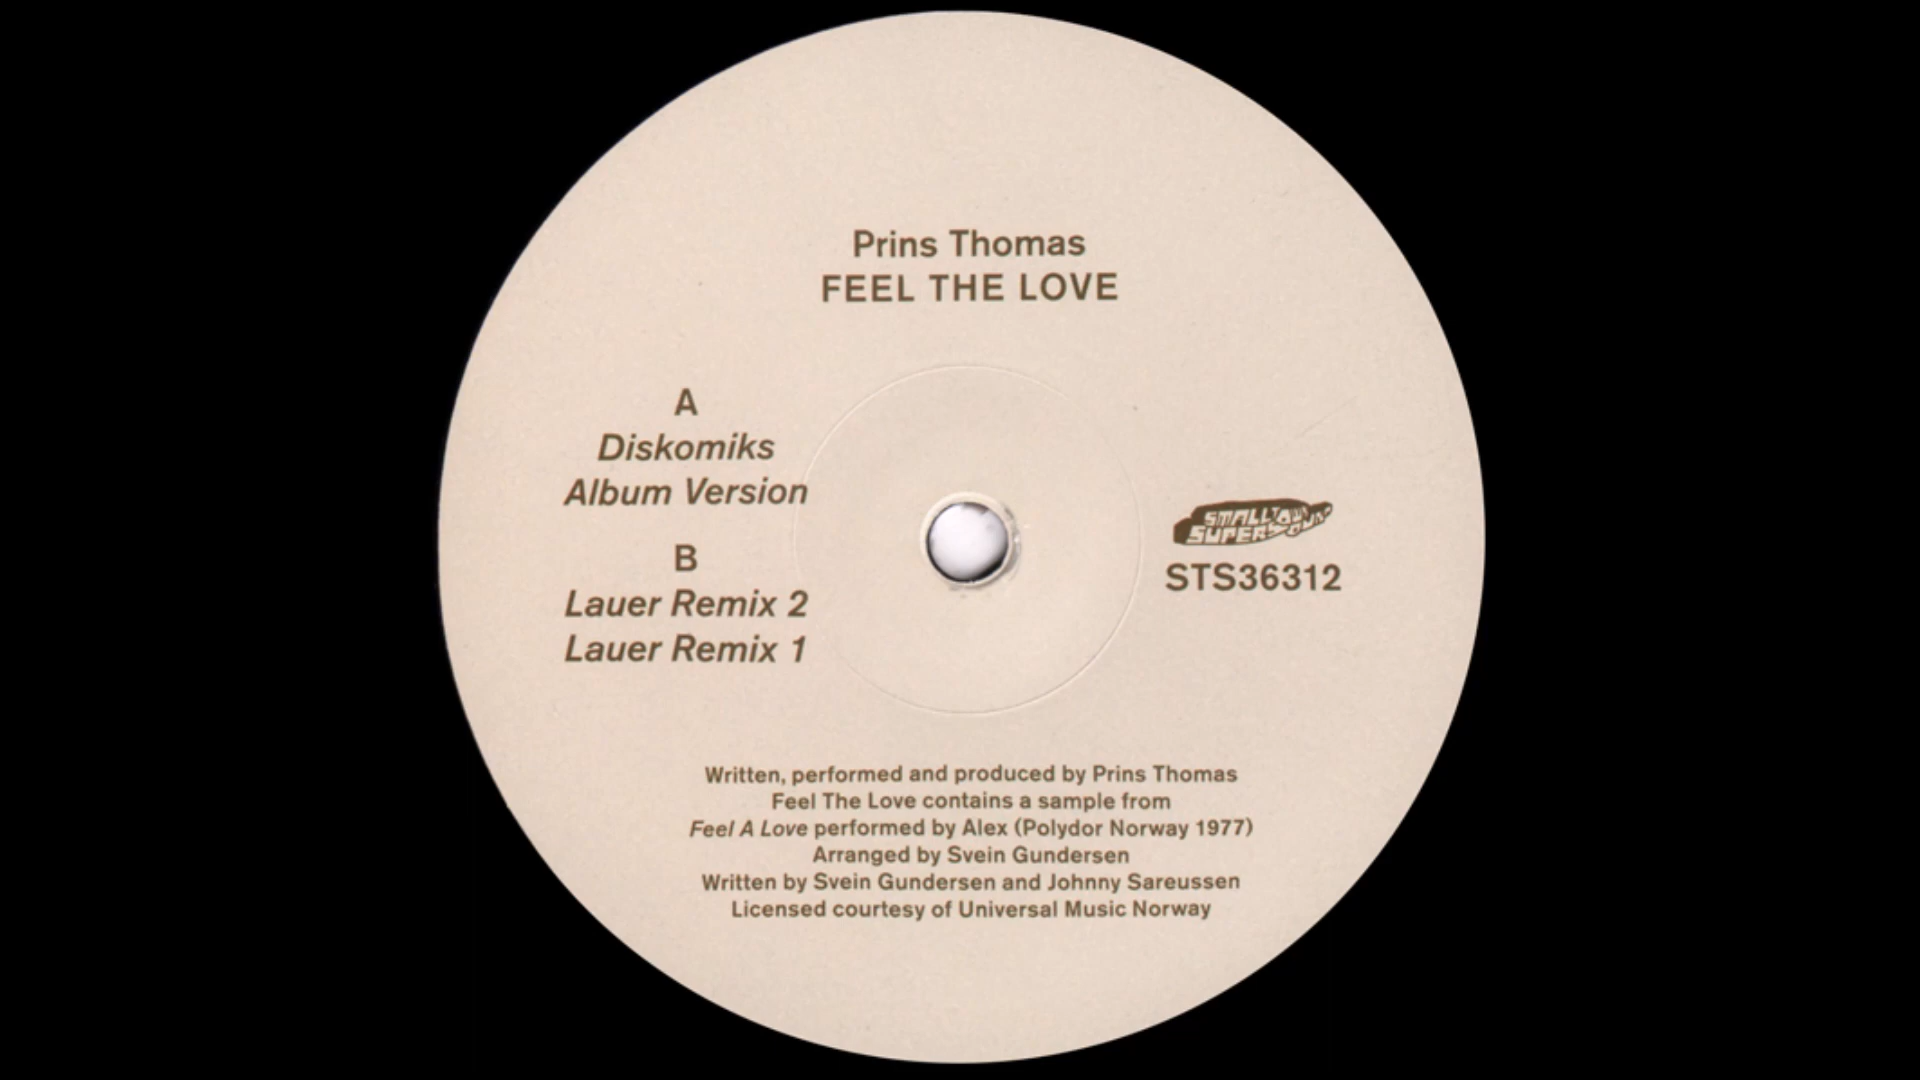 Prins Thomas
FEEL THE LOVE
A
Diskomiks
Album Version
B
Lauer Remix 2
Lauer Remix 1
SMALLTOWN
SUPERSOUND
STS36312
Written, performed and produced by Prins Thomas
Feel The Love contains a sample from
Feel A Love performed by Alex (Polydor Norway 1977)
Arranged by Svein Gundersen
Written by Svein Gundersen and Johnny Sareussen
Licensed courtesy of Universal Music Norway